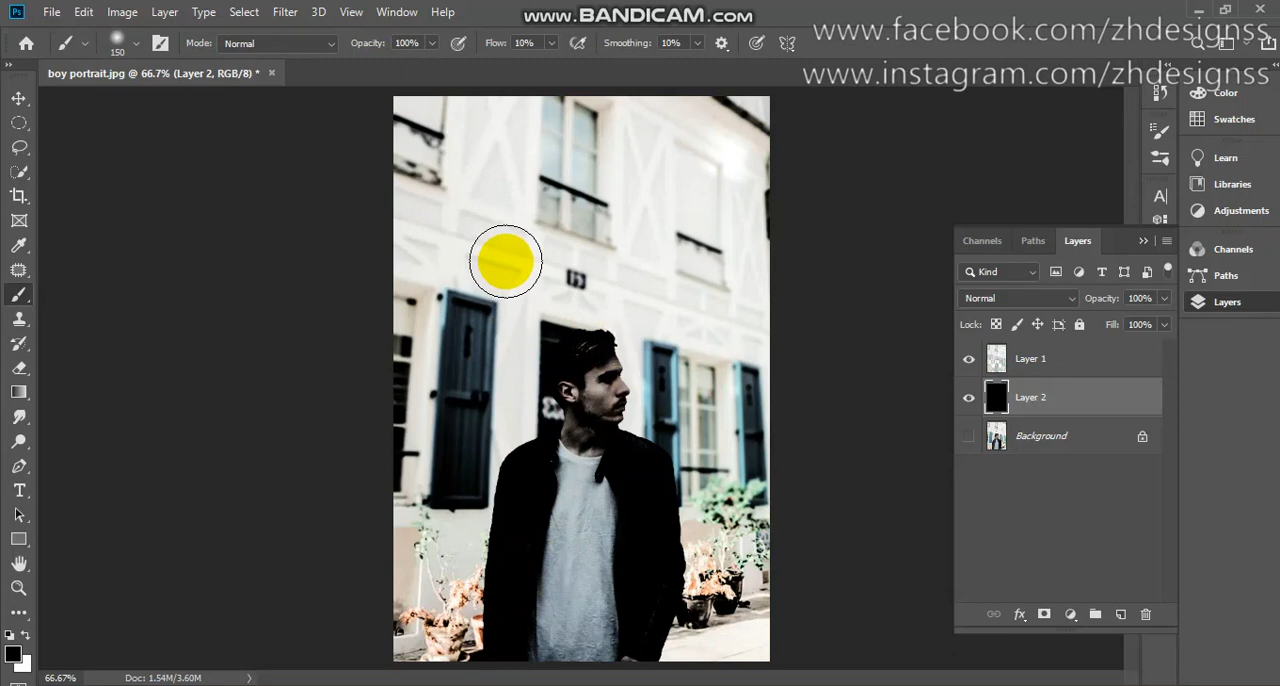 www.BANDICAM.com
www.facebook.com/zhdesignss
www.instagram.com/zhdesignss
Ps File Edit Image Layer Type Select Filter 3D View Window Help
150 Mode: Normal Opacity: 100% Flow: 10% Smoothing: 10%
boy portrait.jpg @ 66.7% (Layer 2, RGB/8) * ×
Color
Swatches
Learn
Libraries
Adjustments
Channels
Paths
Layers
Channels Paths Layers
Kind
Normal Opacity: 100%
Lock: Fill: 100%
Layer 1
Layer 2
Background
66.67% Doc: 1.54M/3.60M